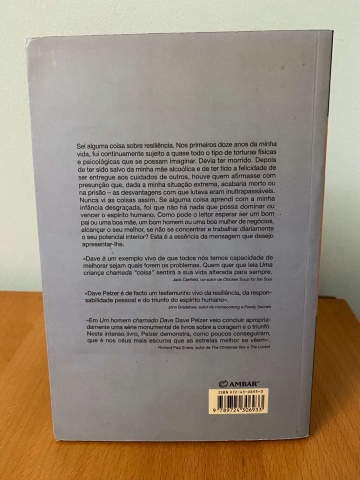 Sei alguma coisa sobre resiliência. Nos primeiros doze anos da minha
vida, fui continuamente sujeito a quase todo o tipo de torturas físicas
e psicológicas que se possam imaginar. Devia ter morrido. Depois
de ter sido salvo da minha mãe alcoólica e de ter tido a felicidade de
ser entregue aos cuidados de outros, houve quem afirmasse com
presunção que, dada a minha situação extrema, acabaria morto ou
na prisão – as desvantagens com que lutava eram inultrapassáveis.
Nunca vi as coisas assim. Se alguma coisa aprendi com a minha
infância desgraçada, foi que não há nada que possa dominar ou
vencer o espírito humano. Como pode o leitor esperar ser um bom
pai ou uma boa mãe, um bom homem ou uma boa mulher de negócios,
alcançar o seu melhor, se não se concentrar e trabalhar diariamente
o seu potencial interior? Esta é a essência da mensagem que desejo
apresentar-lhe.
«Dave é um exemplo vivo de que todos nós temos capacidade de
melhorar sejam quais forem os problemas. Quem quer que leia Uma
criança chamada "coisa" sentirá a sua vida alterada para sempre.
Jack Canfield, co-autor de Chicken Soup for the Soul
«Dave Pelzer é de facto um testemunho vivo da resiliência, da respon-
sabilidade pessoal e do triunfo do espírito humano».
John Bradshaw, autor de Homecoming e Family Secrets
«Em Um homem chamado Dave Dave Pelzer veio concluir apropria-
damente uma série monumental de livros sobre a coragem e o triunfo.
Neste intenso livro, Pelzer demonstra, como poucos conseguiram,
que é nos céus mais escuros que as estrelas melhor se vêem».
Richard Paul Evans, autor de The Christmas Box e The Locket
AMBAR
ISBN 972-43-0693-3
9 789724 306933